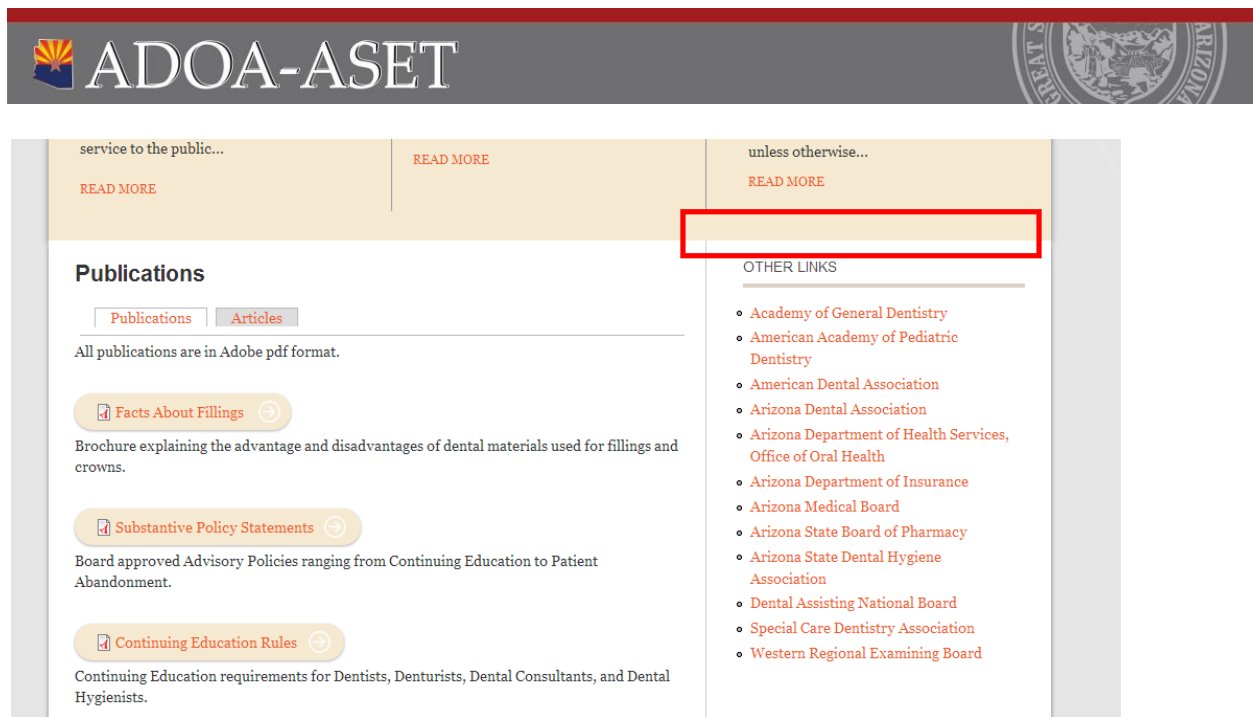 ADOA-ASET
GREAT S
ARIZONA
service to the public...
READ MORE
READ MORE
unless otherwise...
READ MORE
Publications
Publications
Articles
All publications are in Adobe pdf format.
Facts About Fillings
Brochure explaining the advantage and disadvantages of dental materials used for fillings and
crowns.
Substantive Policy Statements
Board approved Advisory Policies ranging from Continuing Education to Patient
Abandonment.
Continuing Education Rules
Continuing Education requirements for Dentists, Denturists, Dental Consultants, and Dental
Hygienists.
OTHER LINKS
Academy of General Dentistry
American Academy of Pediatric
Dentistry
American Dental Association
Arizona Dental Association
Arizona Department of Health Services,
Office of Oral Health
Arizona Department of Insurance
Arizona Medical Board
Arizona State Board of Pharmacy
Arizona State Dental Hygiene
Association
Dental Assisting National Board
Special Care Dentistry Association
Western Regional Examining Board